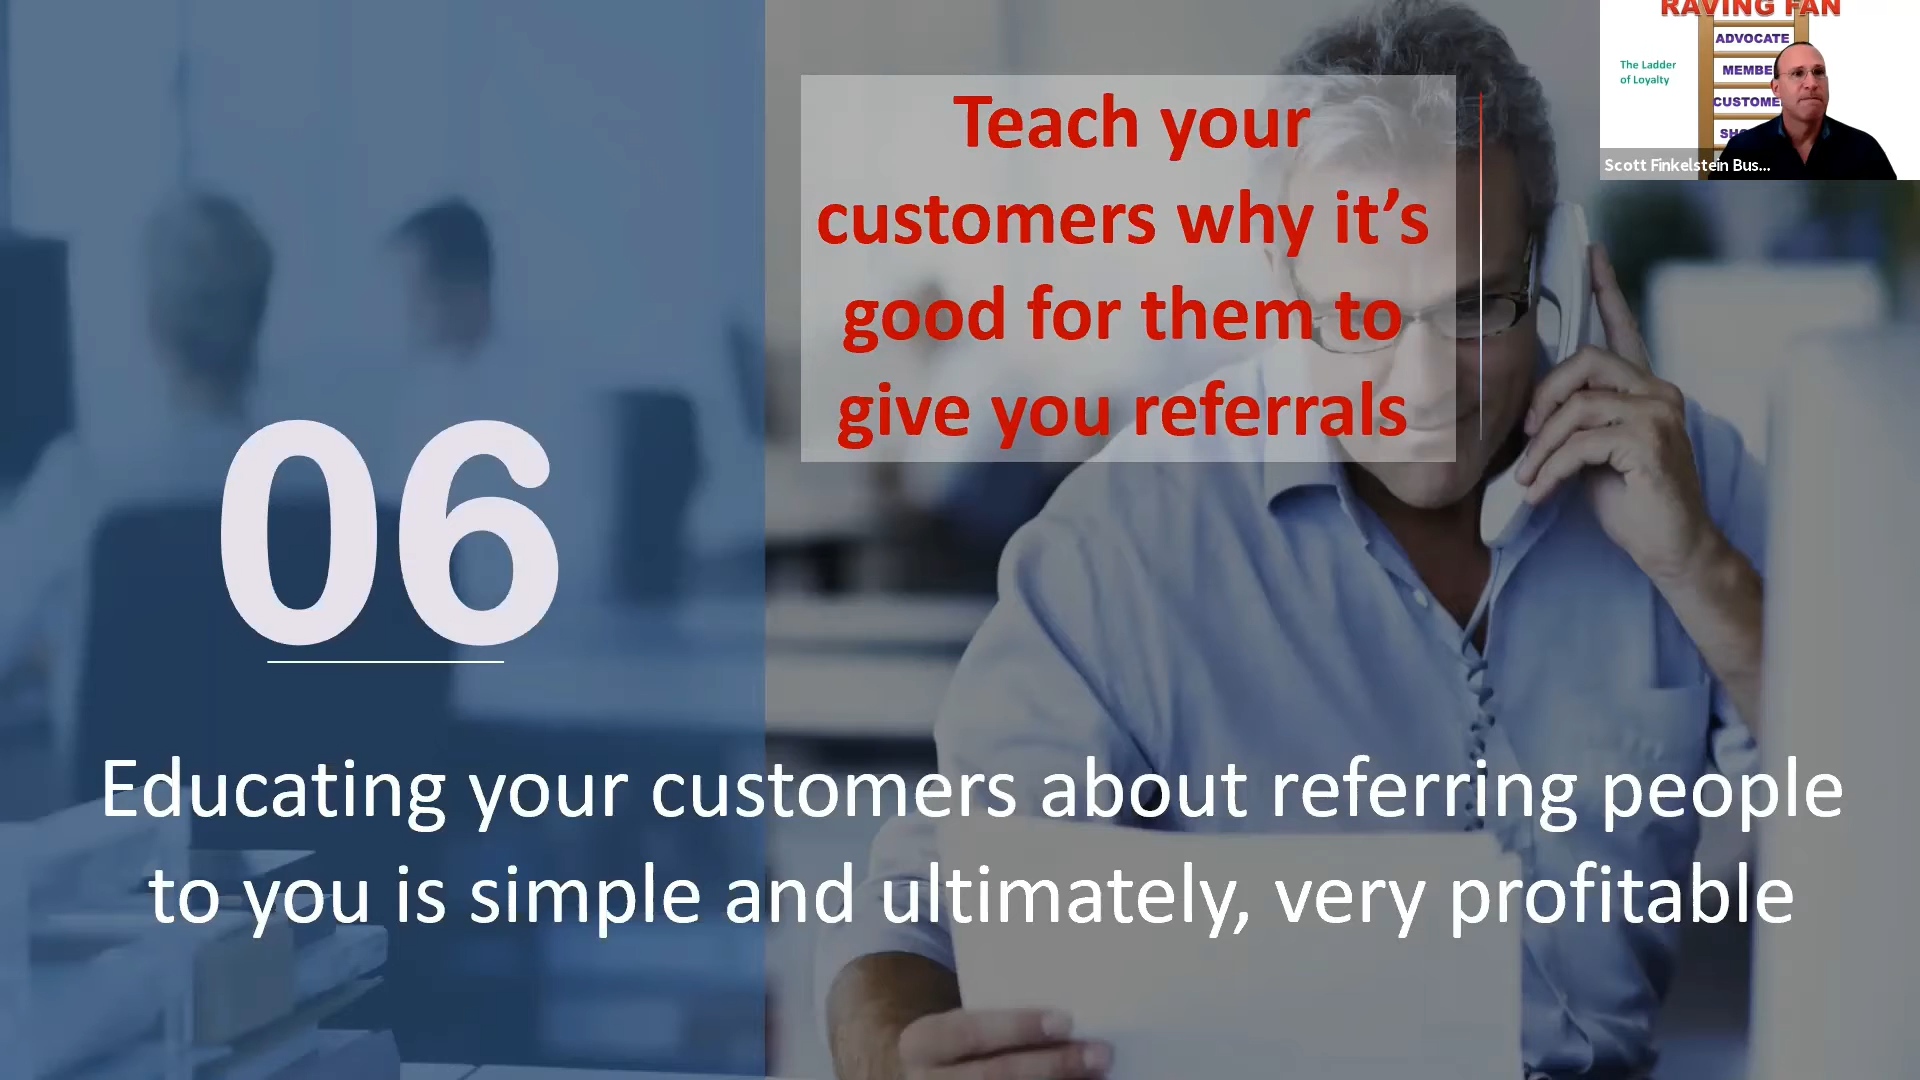 RAVING FAN
ADVOCATE
The Ladder
of Loyalty
MEMBE
CUSTOME
Scott Finkelstein Bus...
Teach your
customers why it’s
good for them to
give you referrals
06
Educating your customers about referring people
to you is simple and ultimately, very profitable